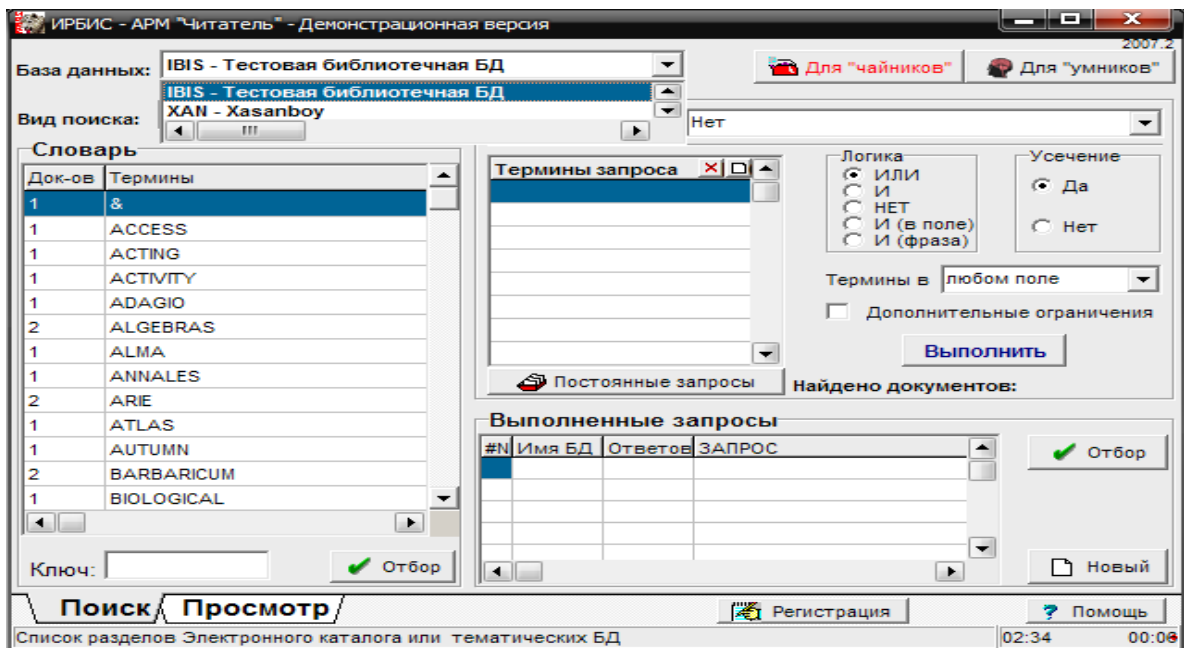 ИРБИС - АРМ "Читатель" - Демонстрационная версия
2007.2
База данных: IBIS - Тестовая библиотечная БД
Для "чайников" Для "умников"
IBIS - Тестовая библиотечная БД
XAN - Xasanboy
Вид поиска:
Нет
Словарь
Док-ов Термины
1 &
1 ACCESS
1 ACTING
1 ACTIVITY
1 ADAGIO
2 ALGEBRAS
1 ALMA
1 ANNALES
2 ARIE
1 ATLAS
1 AUTUMN
2 BARBARICUM
1 BIOLOGICAL
Ключ: Отбор
Термины запроса
Постоянные запросы
Логика
ИЛИ
И
НЕТ
И (в поле)
И (фраза)
Усечение
Да
Нет
Термины в любом поле
Дополнительные ограничения
Выполнить
Найдено документов:
Выполненные запросы
#N Имя БД Ответов ЗАПРОС
Отбор
Новый
Поиск Просмотр Регистрация ? Помощь
Список разделов Электронного каталога или тематических БД 02:34